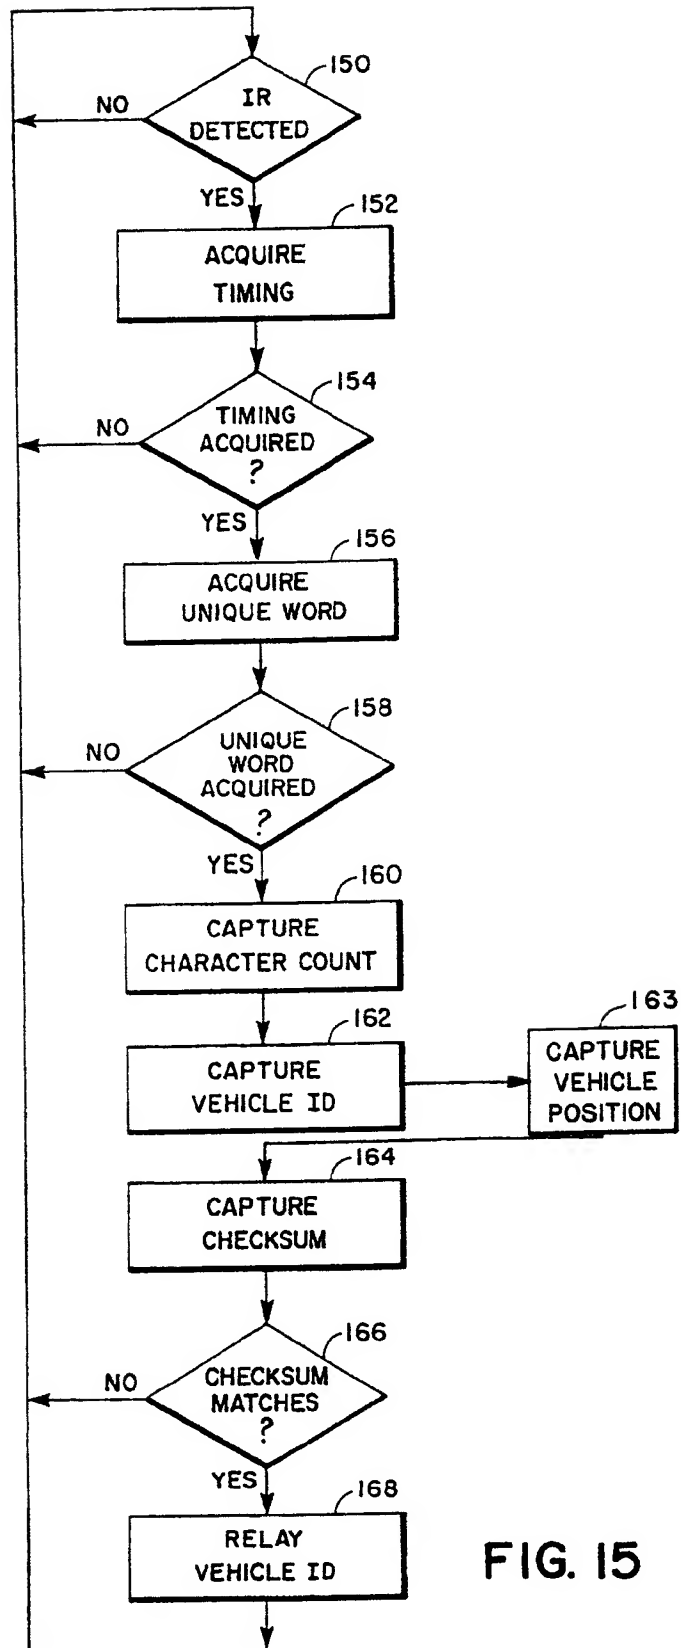 150
IR
DETECTED
NO
YES
152
ACQUIRE
TIMING
154
TIMING
ACQUIRED
?
NO
YES
156
ACQUIRE
UNIQUE WORD
158
UNIQUE
WORD
ACQUIRED
?
NO
YES
160
CAPTURE
CHARACTER COUNT
162
CAPTURE
VEHICLE ID
163
CAPTURE
VEHICLE
POSITION
164
CAPTURE
CHECKSUM
166
CHECKSUM
MATCHES
?
NO
YES
168
RELAY
VEHICLE ID
FIG. 15